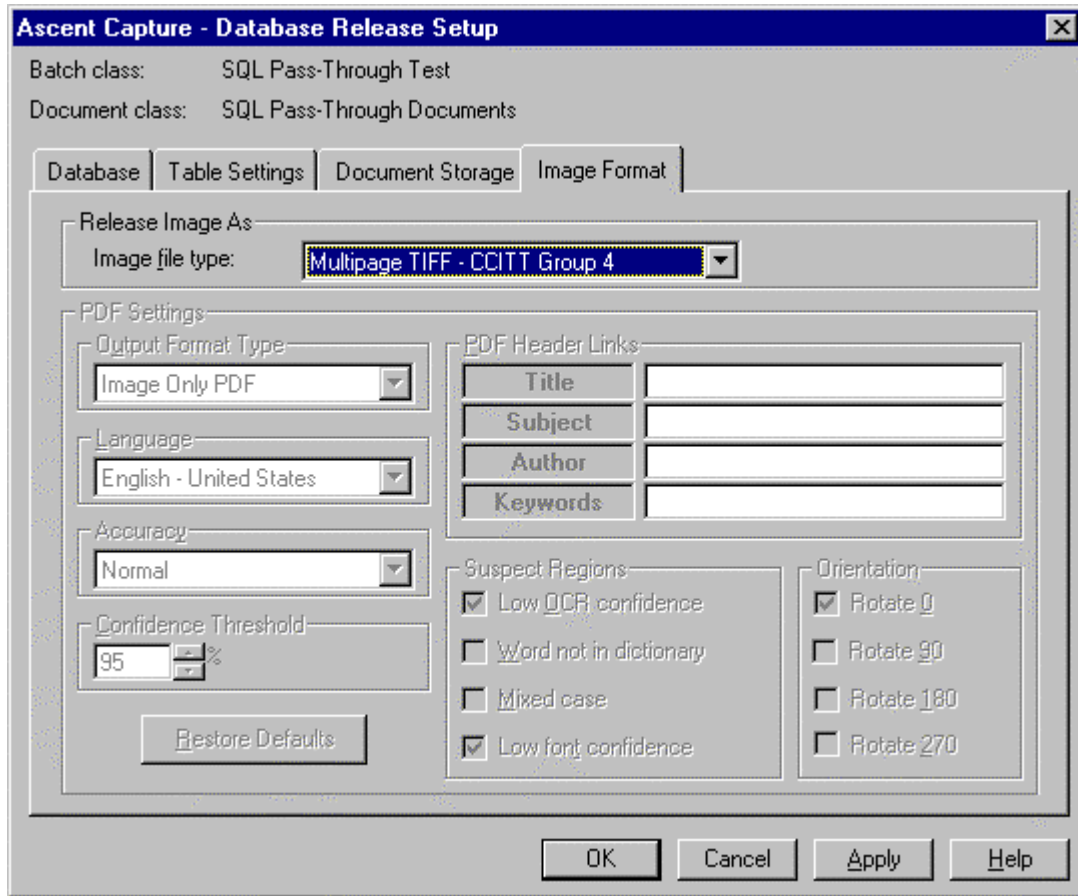 Ascent Capture - Database Release Setup
Batch class: SQL Pass-Through Test
Document class: SQL Pass-Through Documents
Database Table Settings Document Storage Image Format
Release Image As
Image file type: Multipage TIFF - CCITT Group 4
PDF Settings
Output Format Type
Image Only PDF
Language
English - United States
Accuracy
Normal
Confidence Threshold
95 %
Restore Defaults
PDF Header Links
Title
Subject
Author
Keywords
Suspect Regions
Low OCR confidence
Word not in dictionary
Mixed case
Low font confidence
Orientation
Rotate 0
Rotate 90
Rotate 180
Rotate 270
OK Cancel Apply Help